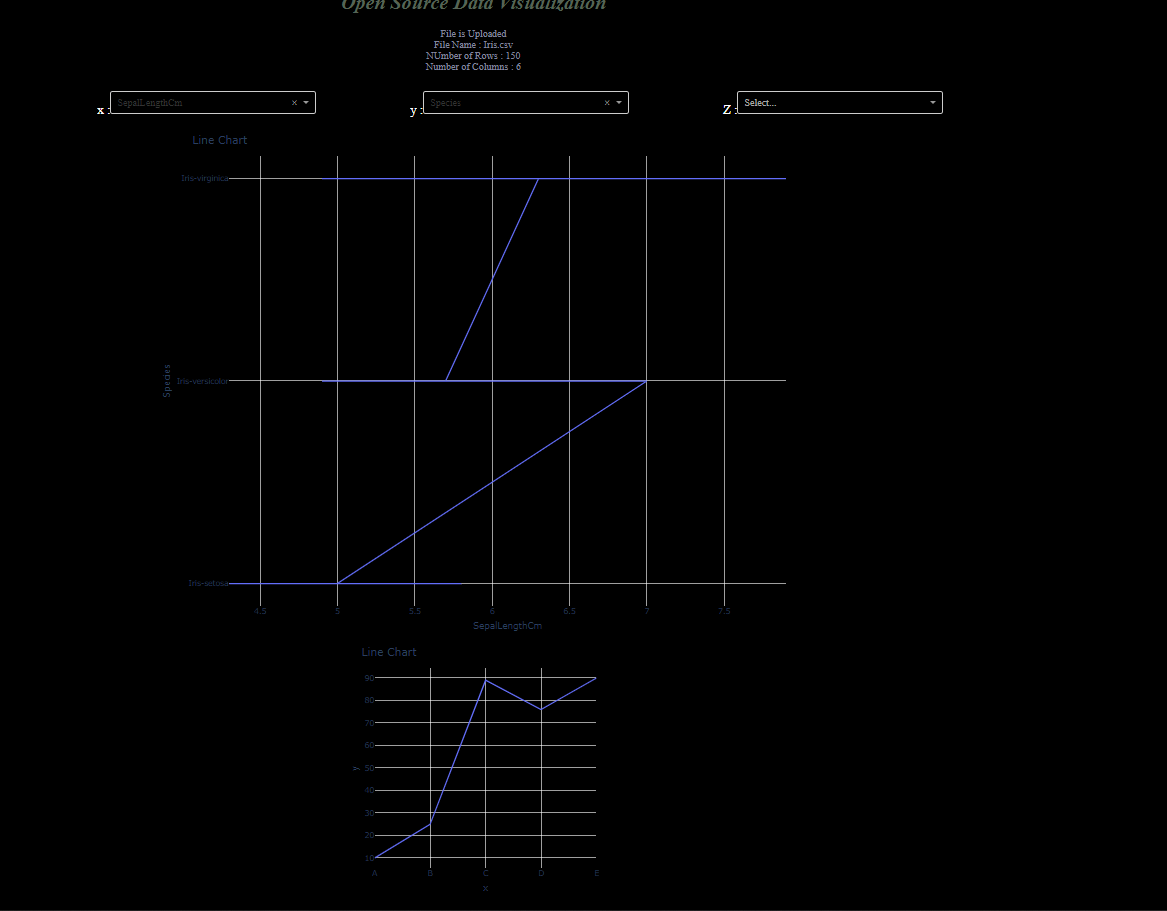 Open Source Data Visualization
File is Uploaded
File Name : Iris.csv
NUmber of Rows : 150
Number of Columns : 6
x : SepalLengthCm × y : Species × Z : Select...
Line Chart
Iris-virginica
Species
Iris-versicolor
Iris-setosa
4.5 5 5.5 6 6.5 7 7.5
SepalLengthCm
Line Chart
90
80
70
60
y
50
40
30
20
10
A B C D E
x